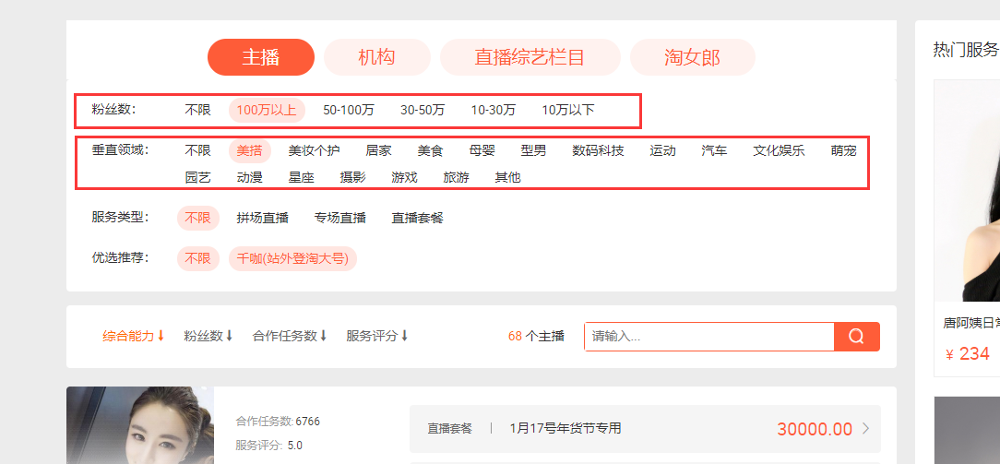 主播 机构 直播综艺栏目 淘女郎
热门服务
粉丝数: 不限 100万以上 50-100万 30-50万 10-30万 10万以下
垂直领域: 不限 美搭 美妆个护 居家 美食 母婴 型男 数码科技 运动 汽车 文化娱乐 萌宠
园艺 动漫 星座 摄影 游戏 旅游 其他
服务类型: 不限 拼场直播 专场直播 直播套餐
优选推荐: 不限 千咖(站外登淘大号)
唐阿姨日常
¥ 234
综合能力⬇ 粉丝数⬇ 合作任务数⬇ 服务评分⬇ 68 个主播 请输入...
合作任务数: 6766
服务评分: 5.0
直播套餐 | 1月17号年货节专用 30000.00